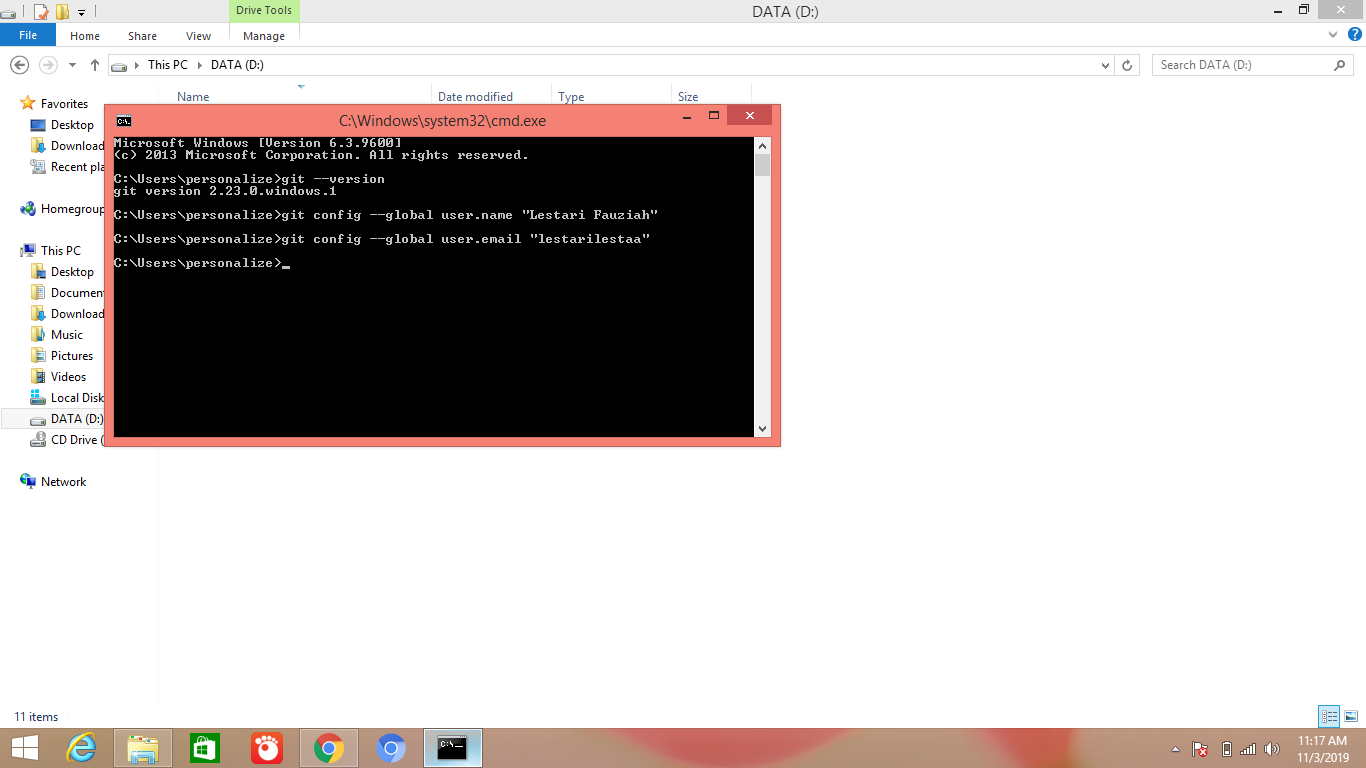 Drive Tools
DATA (D:)
File
Home
Share
View
Manage
This PC
DATA (D:)
Search DATA (D:)
Name
Date modified
Type
Size
Favorites
Desktop
Download
Recent pla
Homegroup
This PC
Desktop
Documen
Download
Music
Pictures
Videos
Local Disk
DATA (D:)
CD Drive (
Network
C:\Windows\system32\cmd.exe
Microsoft Windows [Version 6.3.9600]
(c) 2013 Microsoft Corporation. All rights reserved.
C:\Users\personalize>git --version
git version 2.23.0.windows.1
C:\Users\personalize>git config --global user.name "Lestari Fauziah"
C:\Users\personalize>git config --global user.email "lestarilestaa"
C:\Users\personalize>_
11 items
11:17 AM
11/3/2019